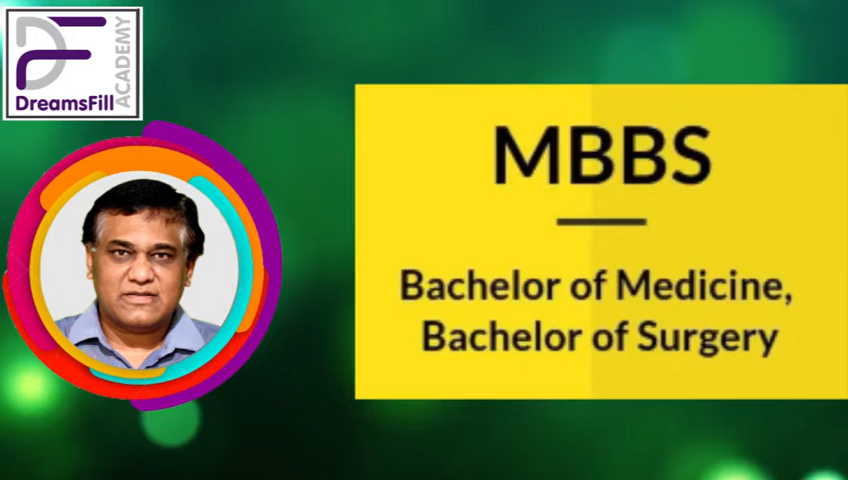 DreamsFill
ACADEMY
MBBS
Bachelor of Medicine,
Bachelor of Surgery